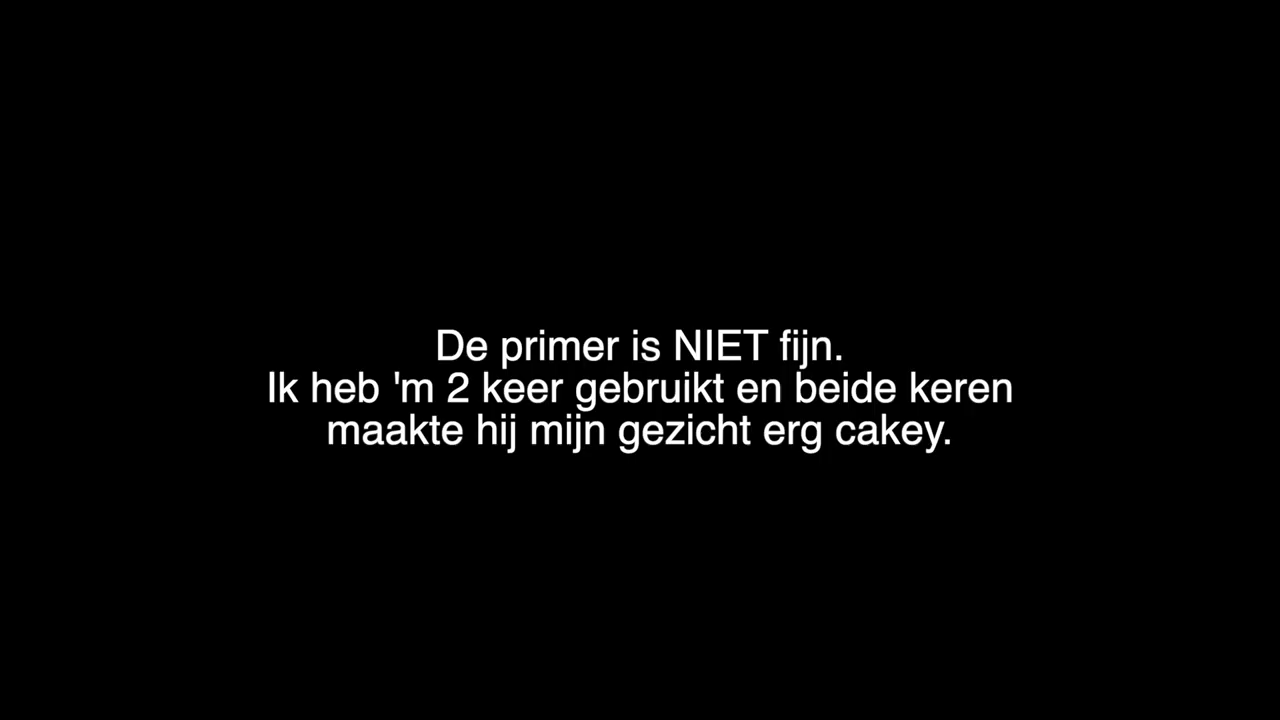 De primer is NIET fijn.
Ik heb 'm 2 keer gebruikt en beide keren
maakte hij mijn gezicht erg cakey.